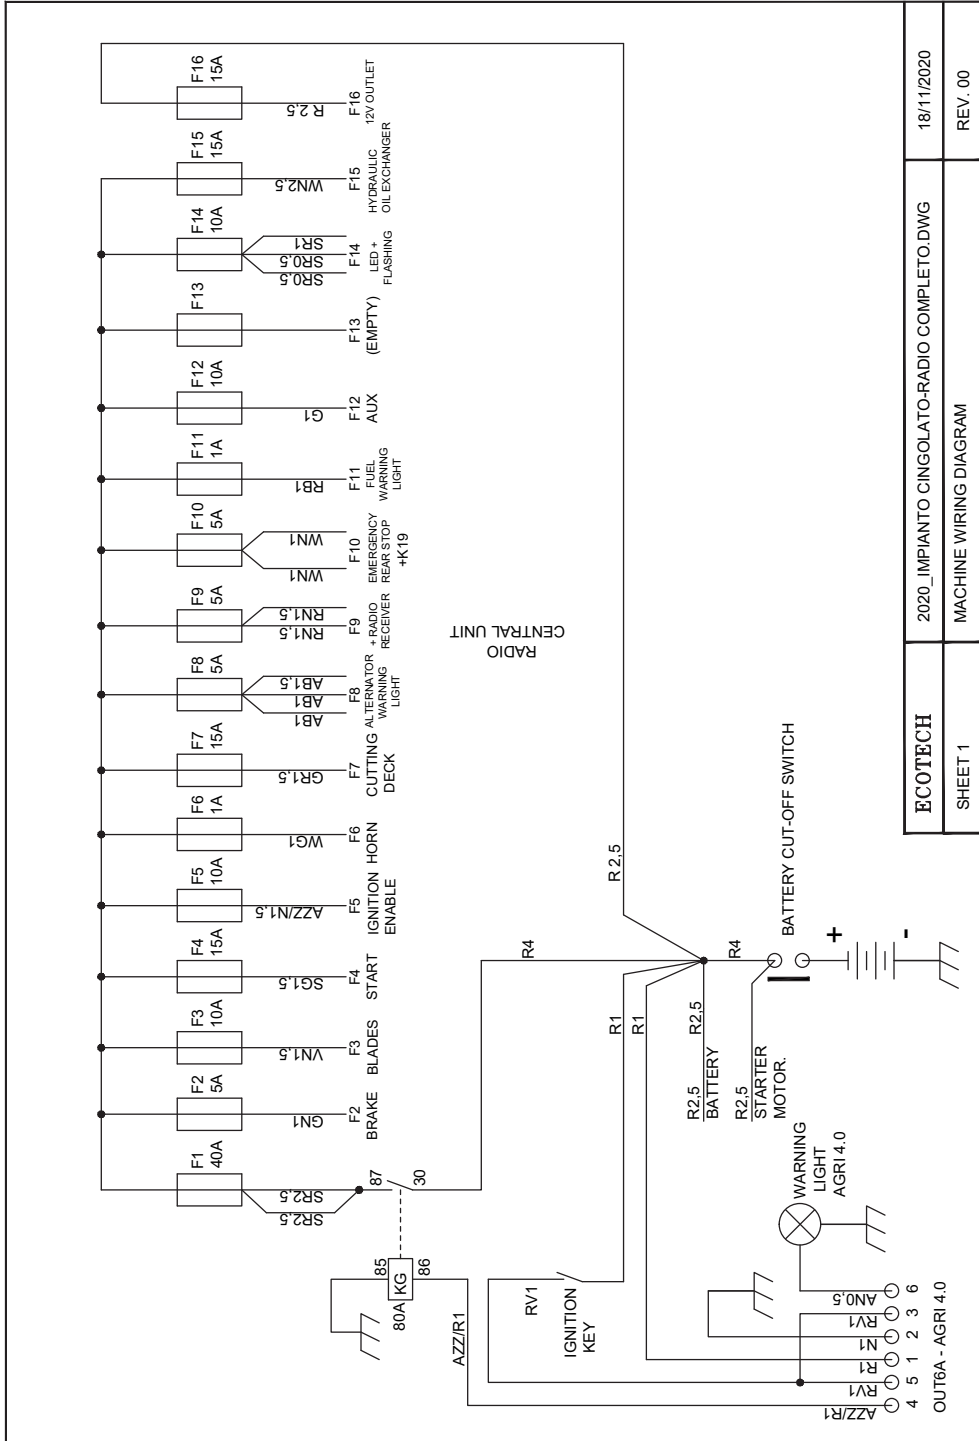 F1
40A
F2
5A
F3
10A
F4
15A
F5
10A
F6
1A
F7
15A
F8
5A
F9
5A
F10
5A
F11
1A
F12
10A
F13
F14
10A
F15
15A
F16
15A
SR2,5
SR2,5
GN1
VN1,5
SG1,5
AZZ/N1,5
WG1
GR1,5
AB1
AB1
AB1,5
RN1,5
RN1,5
WN1
WN1
RB1
G1
SR0,5
SR0,5
SR1
WN2,5
R 2,5
F2
BRAKE
F3
BLADES
F4
START
F5
IGNITION
ENABLE
F6
HORN
F7
CUTTING
DECK
F8
ALTERNATOR
WARNING
LIGHT
F9
+ RADIO
RECEIVER
F10
EMERGENCY
REAR STOP
+K19
F11
FUEL
WARNING
LIGHT
F12
AUX
F13
(EMPTY)
F14
LED +
FLASHING
F15
HYDRAULIC
OIL EXCHANGER
F16
12V OUTLET
87
30
85
86
80A
KG
RADIO
CENTRAL UNIT
AZZ/R1
R4
R 2,5
RV1
IGNITION
KEY
R1
R1
R2,5
R2,5
BATTERY
R4
R2,5
STARTER
MOTOR.
BATTERY CUT-OFF SWITCH
+
-
WARNING
LIGHT
AGRI 4.0
AZZ/R1
RV1
R1
N1
RV1
AN0,5
4
5
1
2
3
6
OUT6A - AGRI 4.0
ECOTECH
2020_IMPIANTO CINGOLATO-RADIO COMPLETO.DWG
18/11/2020
SHEET 1
MACHINE WIRING DIAGRAM
REV. 00